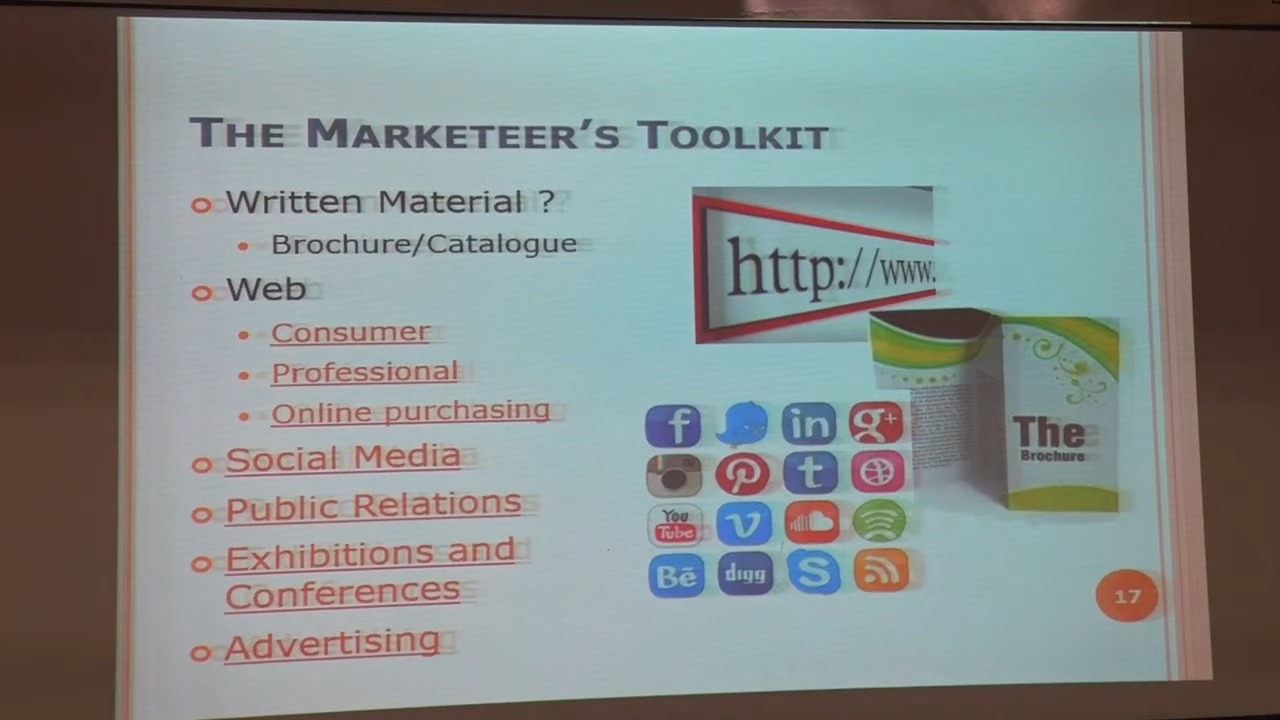 THE MARKETEER'S TOOLKIT
Written Material ?
Brochure/Catalogue
Web
Consumer
Professional
Online purchasing
Social Media
Public Relations
Exhibitions and
Conferences
Advertising
http://www.
The
Brochure
f in g+
p t
You
Tube v
Bē digg S
17